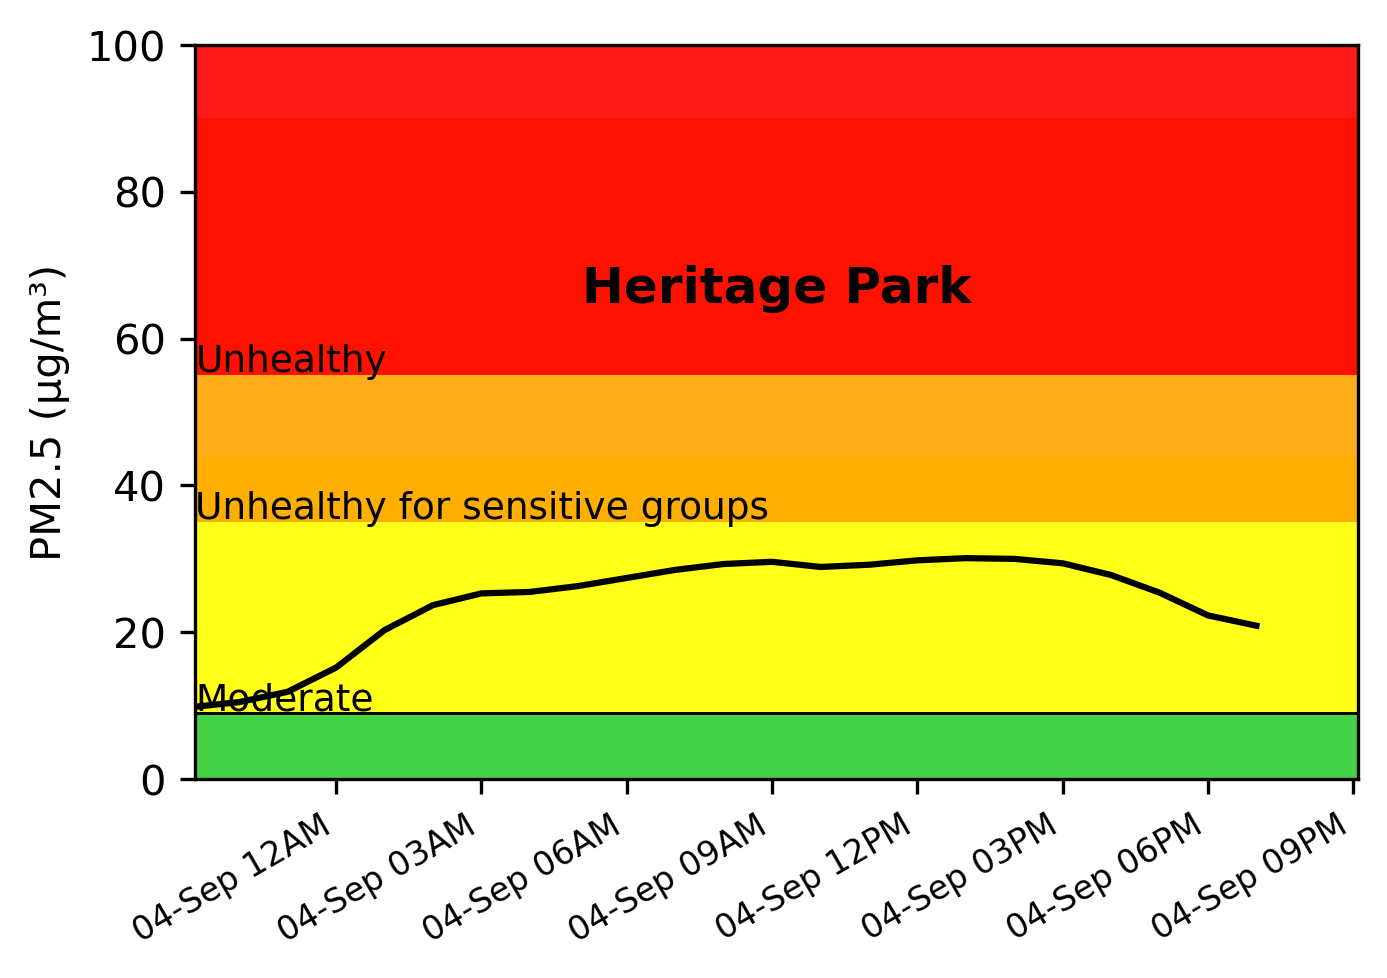 100
80
60
40
20
0
PM2.5 (µg/m³)
Heritage Park
Unhealthy
Unhealthy for sensitive groups
Moderate
04-Sep 12AM
04-Sep 03AM
04-Sep 06AM
04-Sep 09AM
04-Sep 12PM
04-Sep 03PM
04-Sep 06PM
04-Sep 09PM